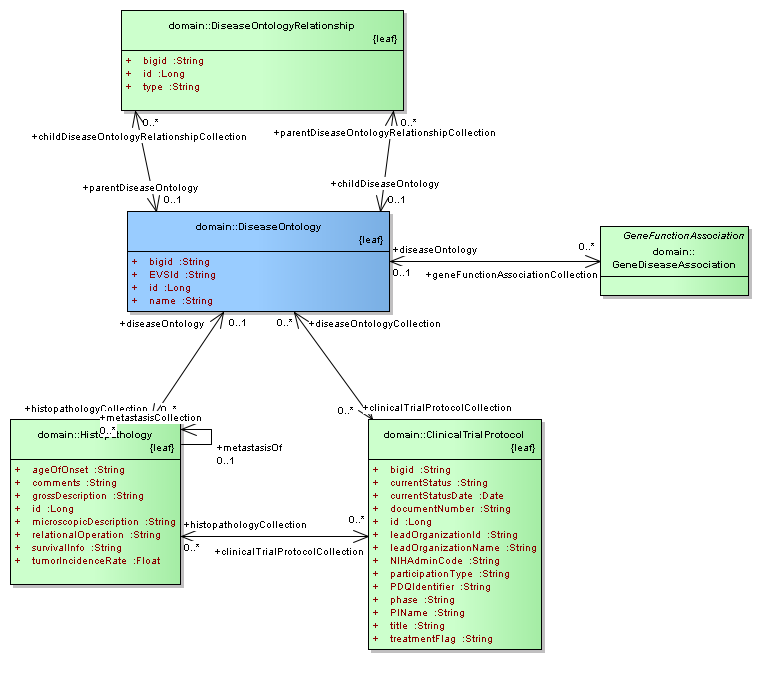 domain::DiseaseOntologyRelationship
{leaf}
+ bigid :String
+ id :Long
+ type :String
0..*
+childDiseaseOntologyRelationshipCollection
0..*
+parentDiseaseOntologyRelationshipCollection
+parentDiseaseOntology
0..1
+childDiseaseOntology
0..1
domain::DiseaseOntology
{leaf}
+ bigid :String
+ EVSId :String
+ id :Long
+ name :String
+diseaseOntology
0..1
0..*
+geneFunctionAssociationCollection
GeneFunctionAssociation
domain::
GeneDiseaseAssociation
+diseaseOntology
0..1
0..*
+diseaseOntologyCollection
+histopathologyCollection
0..*
+metastasisCollection
0..*
0..*
+clinicalTrialProtocolCollection
domain::Histopathology
{leaf}
+ ageOfOnset :String
+ comments :String
+ grossDescription :String
+ id :Long
+ microscopicDescription :String
+ relationalOperation :String
+ survivalInfo :String
+ tumorIncidenceRate :Float
+metastasisOf
0..1
+histopathologyCollection
0..*
0..*
+clinicalTrialProtocolCollection
domain::ClinicalTrialProtocol
{leaf}
+ bigid :String
+ currentStatus :String
+ currentStatusDate :Date
+ documentNumber :String
+ id :Long
+ leadOrganizationId :String
+ leadOrganizationName :String
+ NIHAdminCode :String
+ participationType :String
+ PDQIdentifier :String
+ phase :String
+ PIName :String
+ title :String
+ treatmentFlag :String